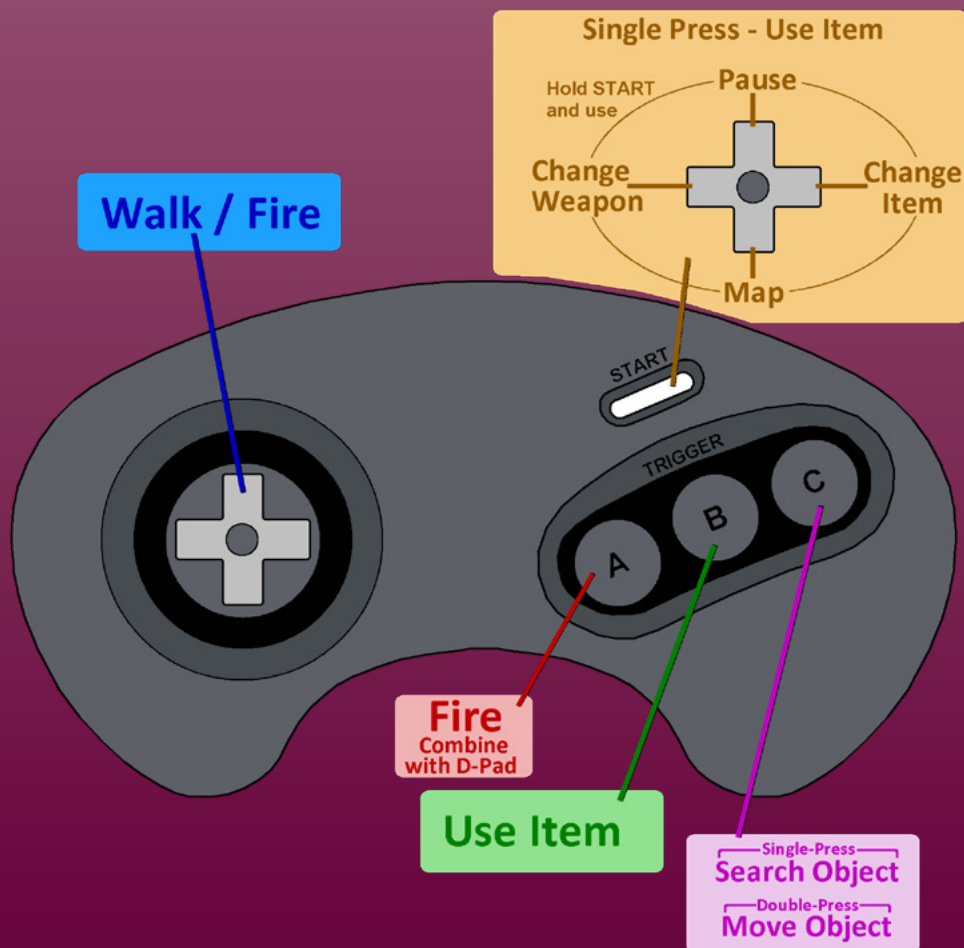 Single Press - Use Item
Hold START
and use
Pause
Change
Weapon
Change
Item
Map
Walk / Fire
START
TRIGGER
A
B
C
Fire
Combine
with D-Pad
Use Item
Single-Press
Search Object
Double-Press
Move Object